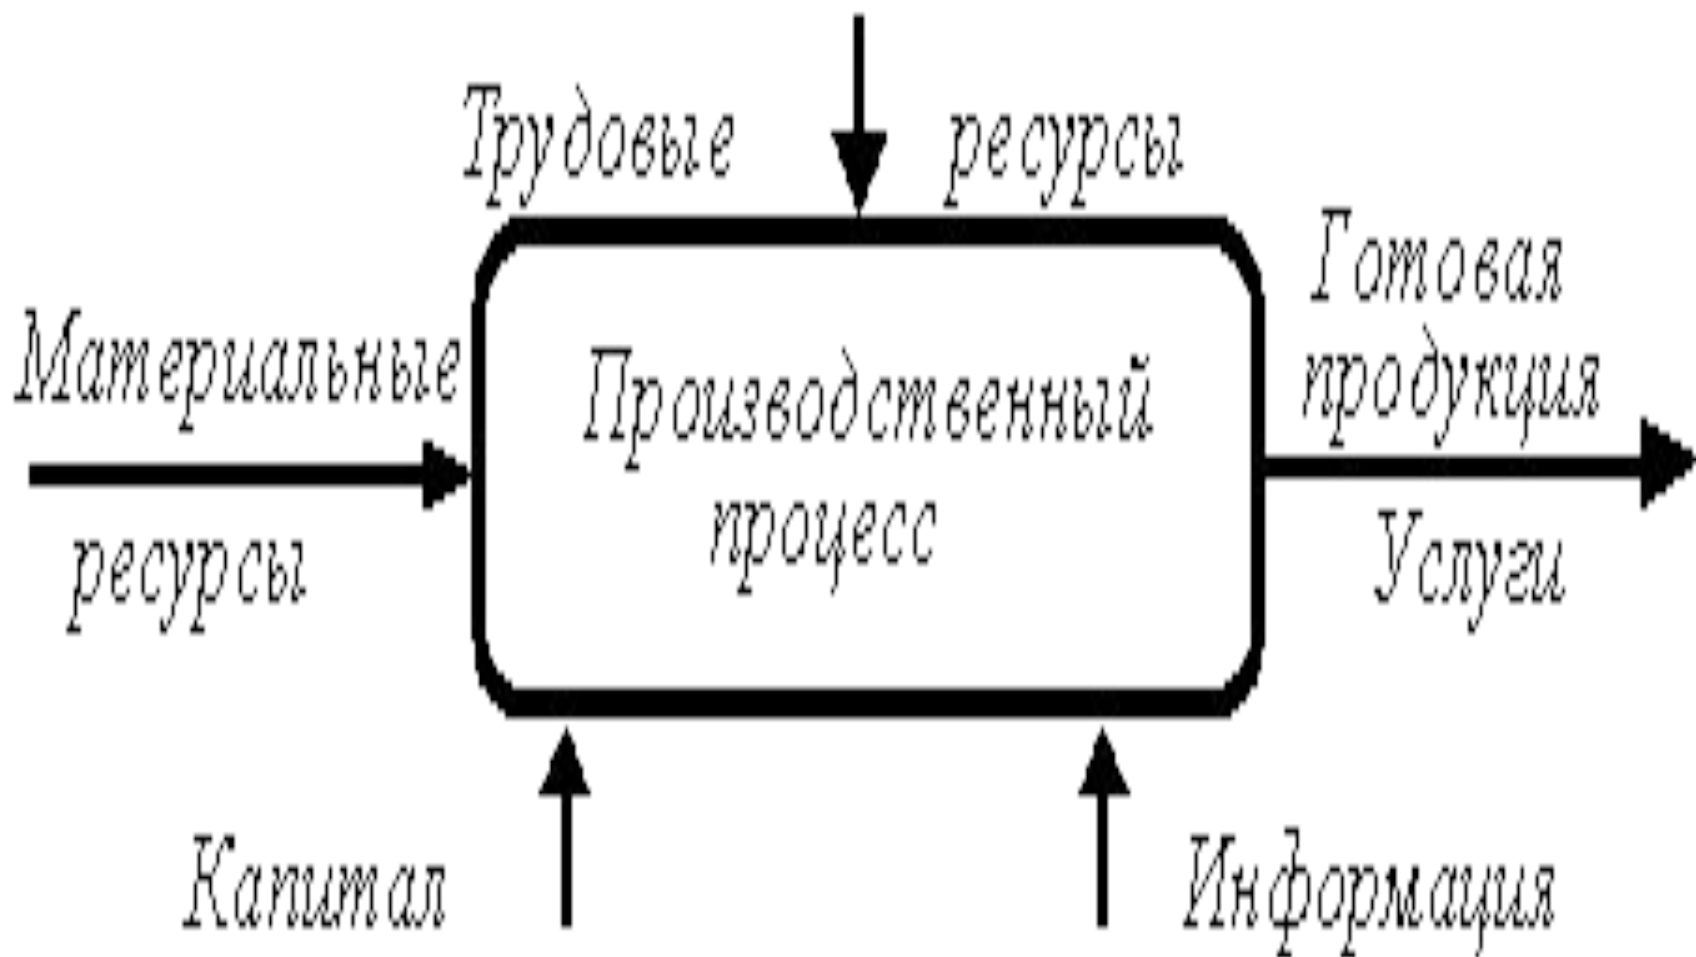 Трудовые ресурсы
Готовая
продукция
Материальные
ресурсы
Производственный
процесс
Услуги
Капитал
Информация